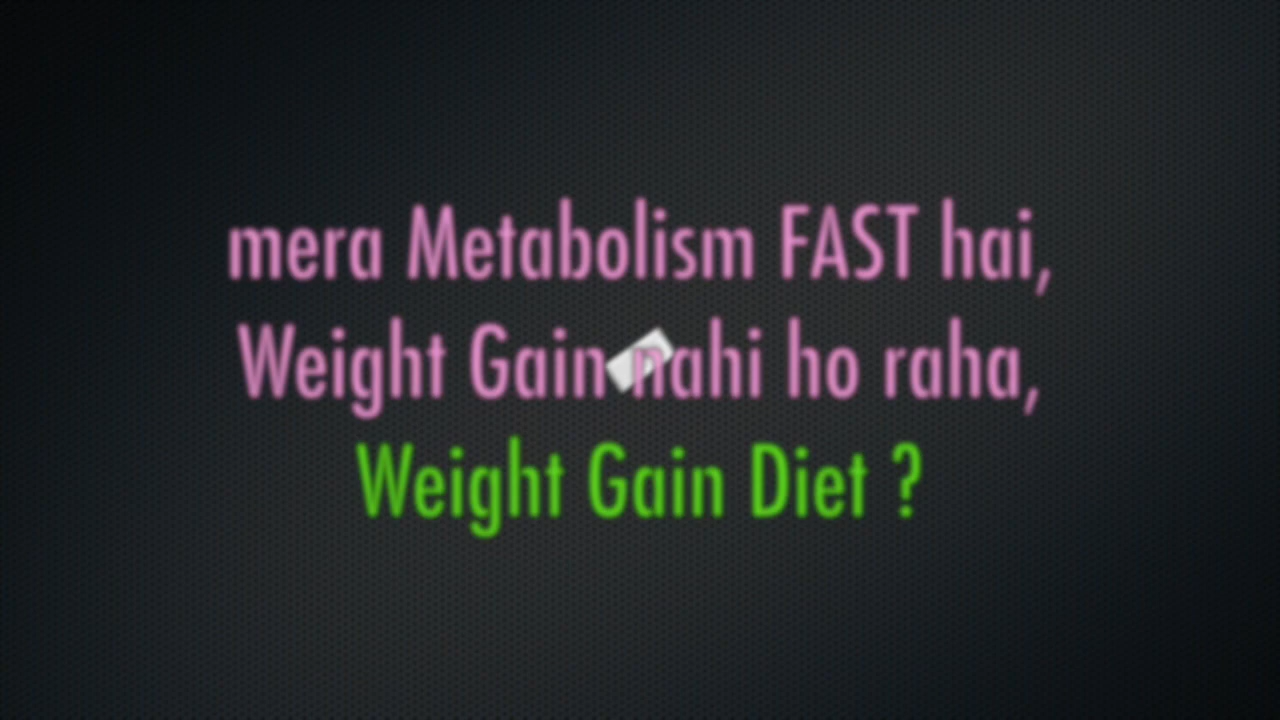 mera Metabolism FAST hai,
Weight Gain nahi ho raha,
Weight Gain Diet ?